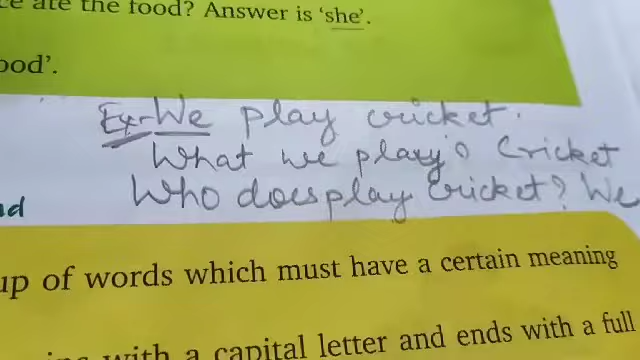 ce ate the food? Answer is 'she'.
ood'.
Ex- We play cricket.
What we play? Cricket
Who does play cricket? We
nd
up of words which must have a certain meaning
with a capital letter and ends with a full